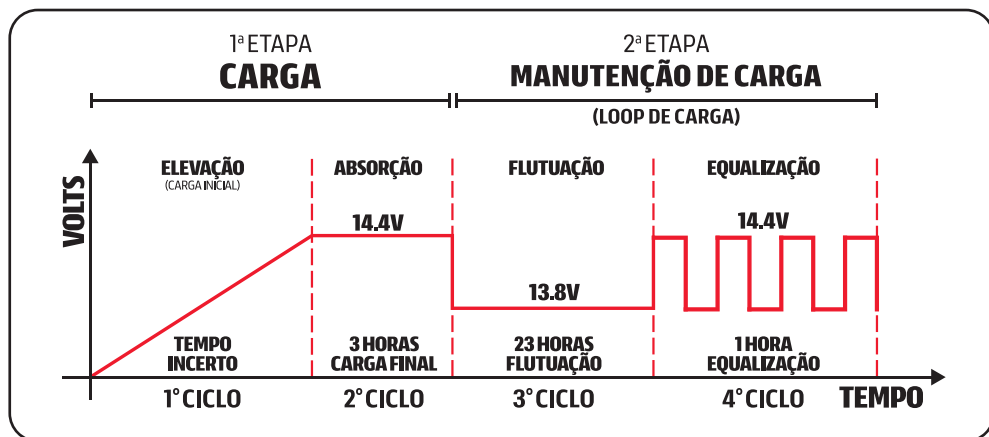 1ª ETAPA
CARGA
2ª ETAPA
MANUTENÇÃO DE CARGA
(LOOP DE CARGA)
VOLTS
ELEVAÇÃO
(CARGA INICIAL)
ABSORÇÃO
FLUTUAÇÃO
EQUALIZAÇÃO
14.4V
13.8V
14.4V
TEMPO
INCERTO
3 HORAS
CARGA FINAL
23 HORAS
FLUTUAÇÃO
1 HORA
EQUALIZAÇÃO
1° CICLO
2° CICLO
3° CICLO
4° CICLO
TEMPO